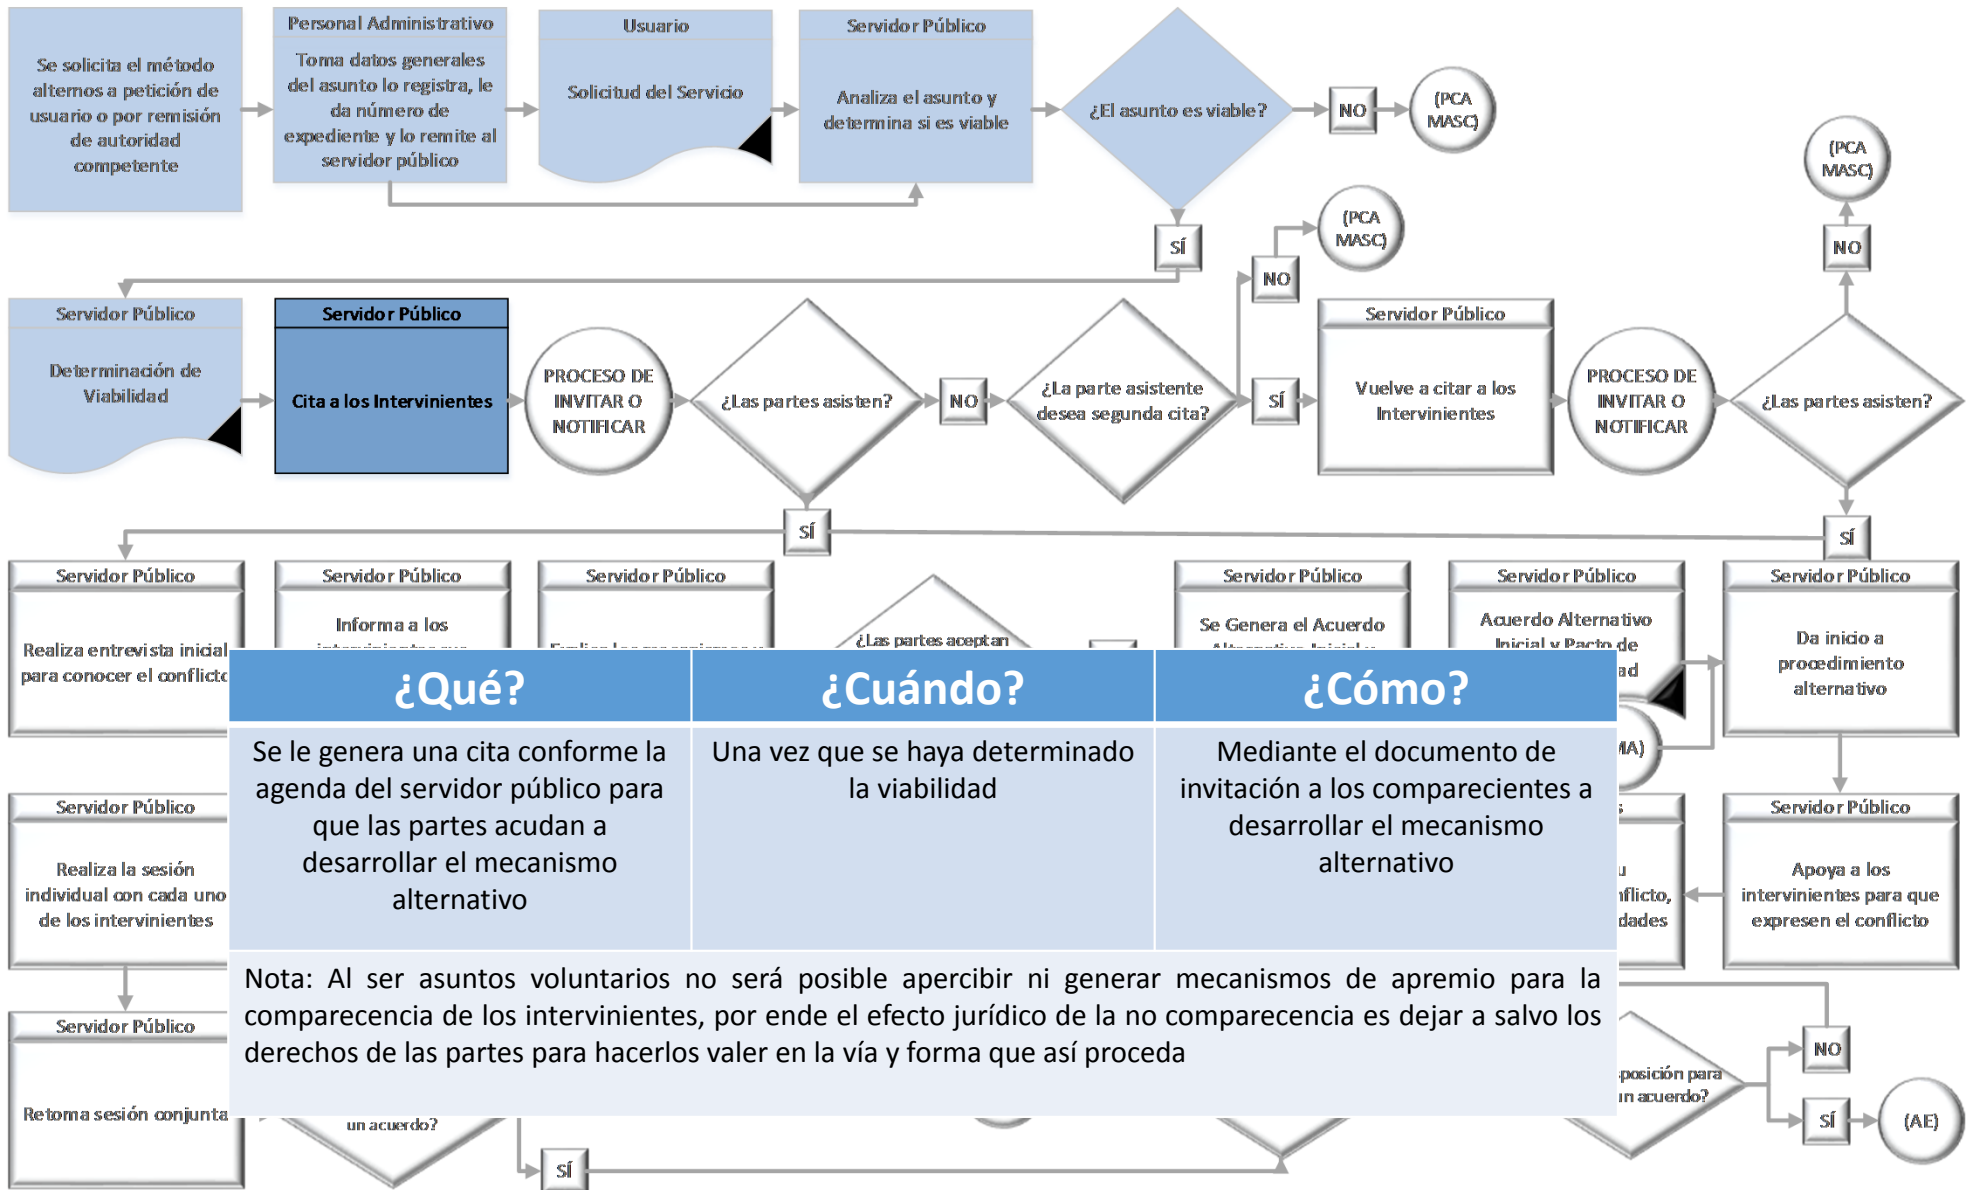 Se solicita el método
alternos a petición de
usuario o por remisión
de autoridad
competente
Personal Administrativo
Toma datos generales
del asunto lo registra, le
da número de
expediente y lo remite al
servidor público
Usuario
Solicitud del Servicio
Servidor Público
Analiza el asunto y
determina si es viable
¿El asunto es viable?
NO
(PCA
MASC)
SÍ
(PCA
MASC)
NO
(PCA
MASC)
NO
Servidor Público
Determinación de
Viabilidad
Servidor Público
Cita a los Intervinientes
PROCESO DE
INVITAR O
NOTIFICAR
¿Las partes asisten?
NO
¿La parte asistente
desea segunda cita?
SÍ
Servidor Público
Vuelve a citar a los
Intervinientes
PROCESO DE
INVITAR O
NOTIFICAR
¿Las partes asisten?
SÍ
SÍ
Servidor Público
Realiza entrevista inicial
para conocer el conflicto
Servidor Público
Informa a los
Servidor Público
¿Las partes aceptan
Servidor Público
Se Genera el Acuerdo
Servidor Público
Acuerdo Alternativo
Inicial y Pacto de
ad
Servidor Público
Da inicio a
procedimiento
alternativo
¿Qué?
¿Cuándo?
¿Cómo?
Se le genera una cita conforme la
agenda del servidor público para
que las partes acudan a
desarrollar el mecanismo
alternativo
Una vez que se haya determinado
la viabilidad
Mediante el documento de
invitación a los comparecientes a
desarrollar el mecanismo
alternativo
Nota: Al ser asuntos voluntarios no será posible apercibir ni generar mecanismos de apremio para la
comparecencia de los intervinientes, por ende el efecto jurídico de la no comparecencia es dejar a salvo los
derechos de las partes para hacerlos valer en la vía y forma que así proceda
Servidor Público
Realiza la sesión
individual con cada uno
de los intervinientes
nflicto,
dades
Servidor Público
Apoya a los
intervinientes para que
expresen el conflicto
Servidor Público
Retoma sesión conjunta
un acuerdo?
SÍ
sposición para
un acuerdo?
NO
SÍ
(AE)